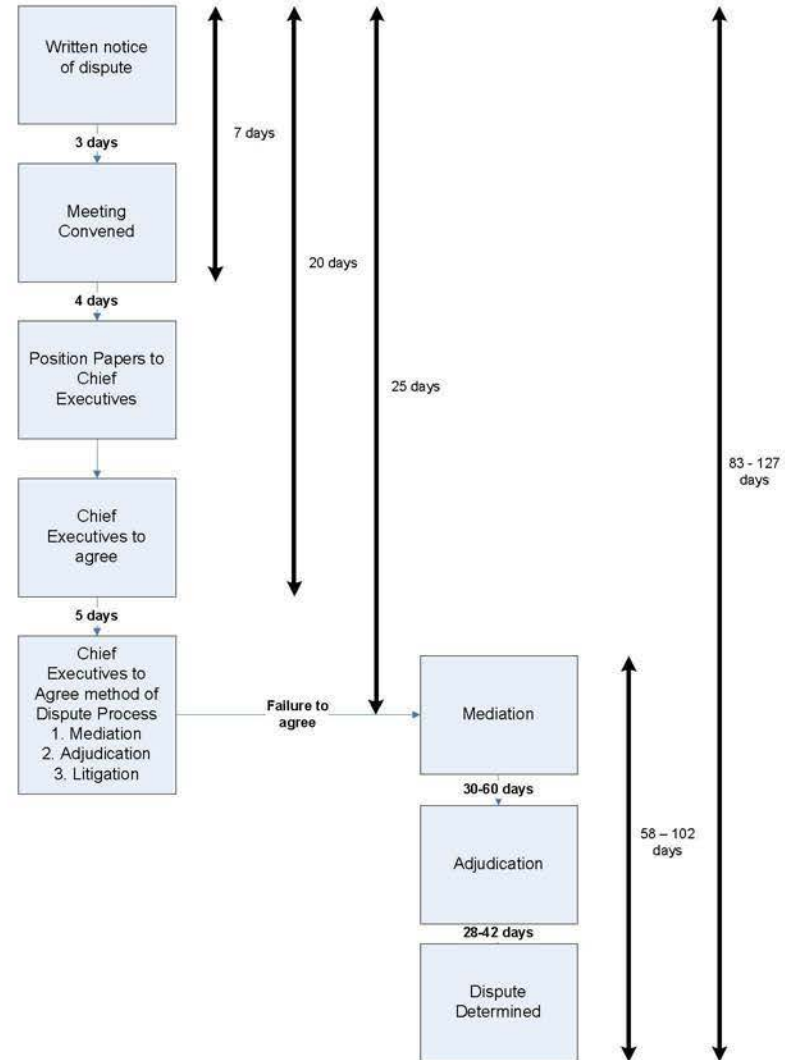 Written notice
of dispute
3 days
7 days
Meeting
Convened
20 days
4 days
Position Papers to
Chief
Executives
25 days
83 - 127
days
Chief
Executives to
agree
5 days
Chief
Executives to
Agree method of
Dispute Process
1. Mediation
2. Adjudication
3. Litigation
Failure to
agree
Mediation
30-60 days
Adjudication
58 – 102
days
28-42 days
Dispute
Determined